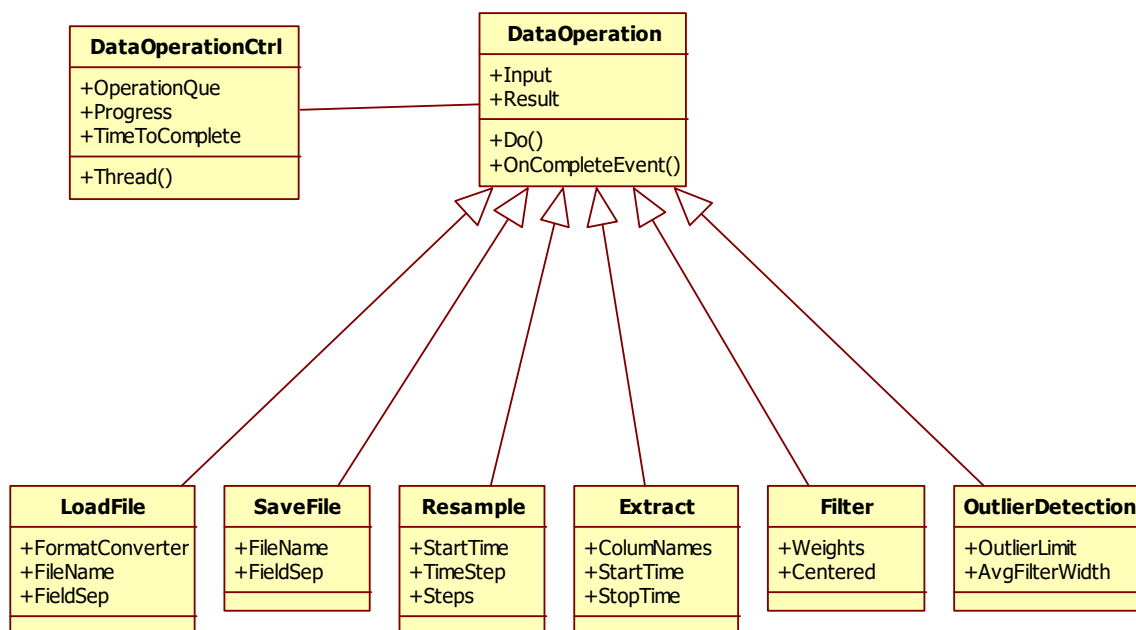 DataOperationCtrl
+OperationQue
+Progress
+TimeToComplete
+Thread()
DataOperation
+Input
+Result
+Do()
+OnCompleteEvent()
LoadFile
+FormatConverter
+FileName
+FieldSep
SaveFile
+FileName
+FieldSep
Resample
+StartTime
+TimeStep
+Steps
Extract
+ColumNames
+StartTime
+StopTime
Filter
+Weights
+Centered
OutlierDetection
+OutlierLimit
+AvgFilterWidth